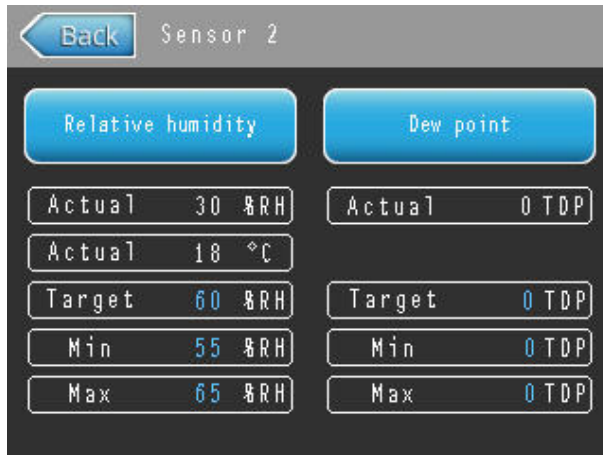 Back Sensor 2
Relative humidity Dew point
Actual 30 %RH Actual 0 TDP
Actual 18 °C
Target 60 %RH Target 0 TDP
Min 55 %RH Min 0 TDP
Max 65 %RH Max 0 TDP